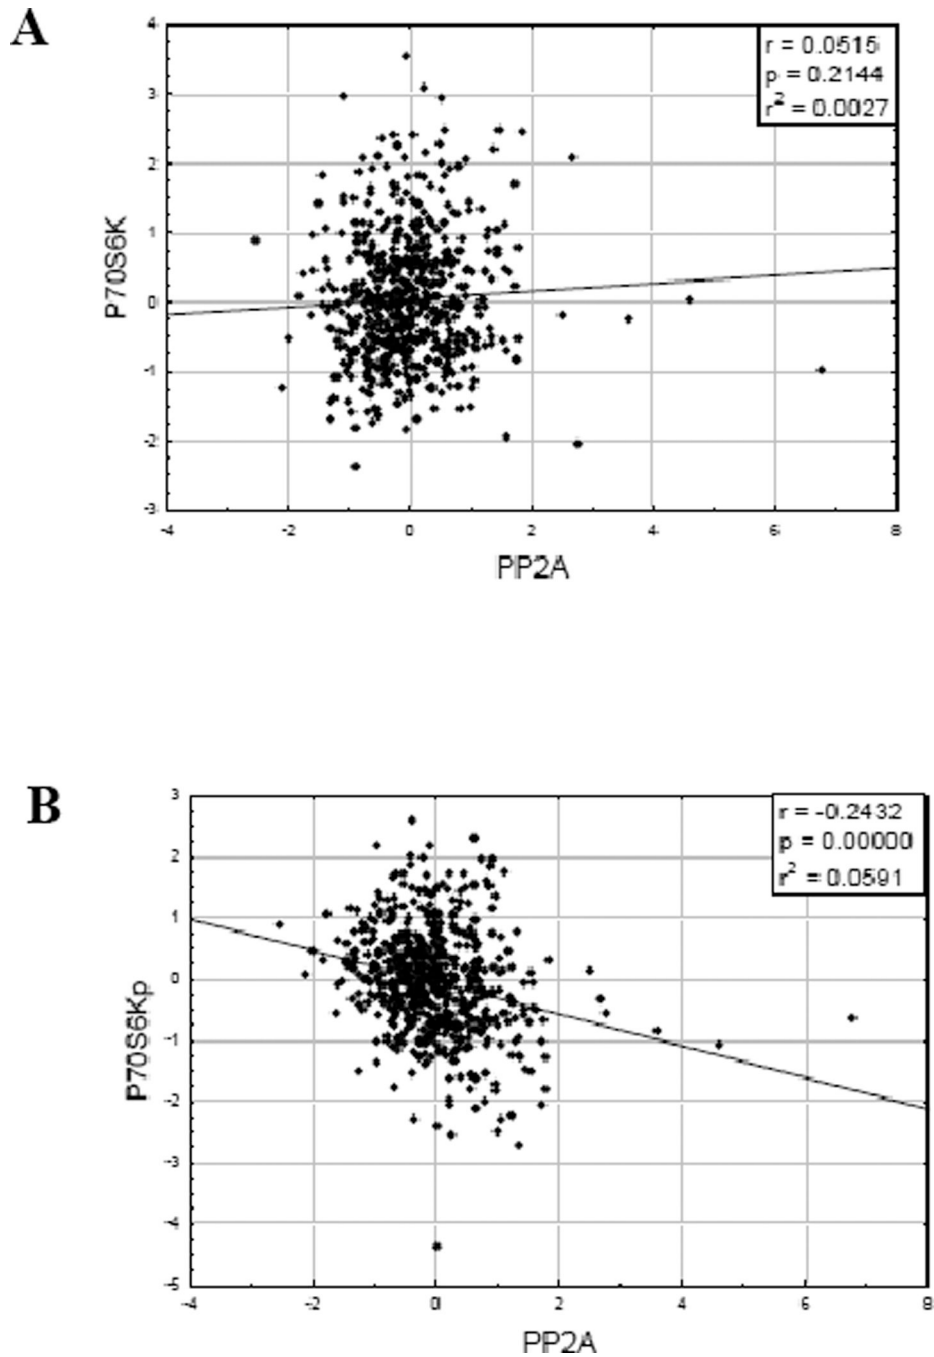 A
4
3
2
1
0
-1
-2
-3
P70S6K
r = 0.0515
p = 0.2144
r² = 0.0027
-4
-2
0
2
4
6
8
PP2A
B
3
2
1
0
-1
-2
-3
-4
-5
P70S6Kp
r = -0.2432
p = 0.00000
r² = 0.0591
-4
-2
0
2
4
6
8
PP2A